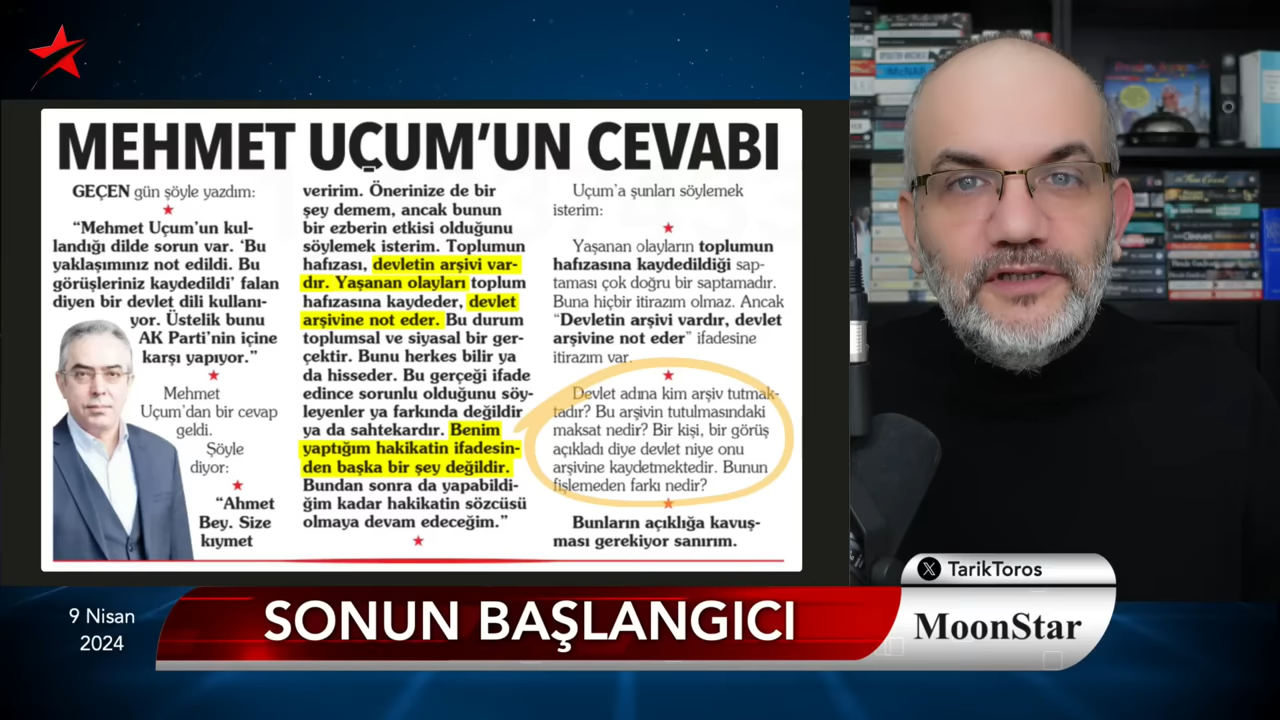 MEHMET UÇUM’UN CEVABI
GEÇEN gün şöyle yazdım:
“Mehmet Uçum’un kul-
landığı dilde sorun var. ‘Bu
yaklaşımınız not edildi. Bu
görüşleriniz kaydedildi’ falan
diyen bir devlet dili kullanı-
yor. Üstelik bunu
AK Parti’nin içine
karşı yapıyor.”
Mehmet
Uçum’dan bir cevap
geldi.
Şöyle
diyor:
“Ahmet
Bey. Size
kıymet
veririm. Önerinize de bir
şey demem, ancak bunun
bir ezberin etkisi olduğunu
söylemek isterim. Toplumun
hafızası, devletin arşivi var-
dır. Yaşanan olayları toplum
hafızasına kaydeder, devlet
arşivine not eder. Bu durum
toplumsal ve siyasal bir ger-
çektir. Bunu herkes bilir ya
da hisseder. Bu gerçeği ifade
edince sorunlu olduğunu söy-
leyenler ya farkında değildir
ya da sahtekardır. Benim
yaptığım hakikatin ifadesin-
den başka bir şey değildir.
Bundan sonra da yapabildi-
ğim kadar hakikatin sözcüsü
olmaya devam edeceğim.”
Uçum’a şunları söylemek
isterim:
Yaşanan olayların toplumun
hafızasına kaydedildiği sap-
taması çok doğru bir saptamadır.
Buna hiçbir itirazım olmaz. Ancak
“Devletin arşivi vardır, devlet
arşivine not eder” ifadesine
itirazım var.
Devlet adına kim arşiv tutmak-
tadır? Bu arşivin tutulmasındaki
maksat nedir? Bir kişi, bir görüş
açıkladı diye devlet niye onu
arşivine kaydetmektedir. Bunun
fişlemeden farkı nedir?
Bunların açıklığa kavuş-
ması gerekiyor sanırım.
TarikToros
MoonStar
9 Nisan
2024
SONUN BAŞLANGICI